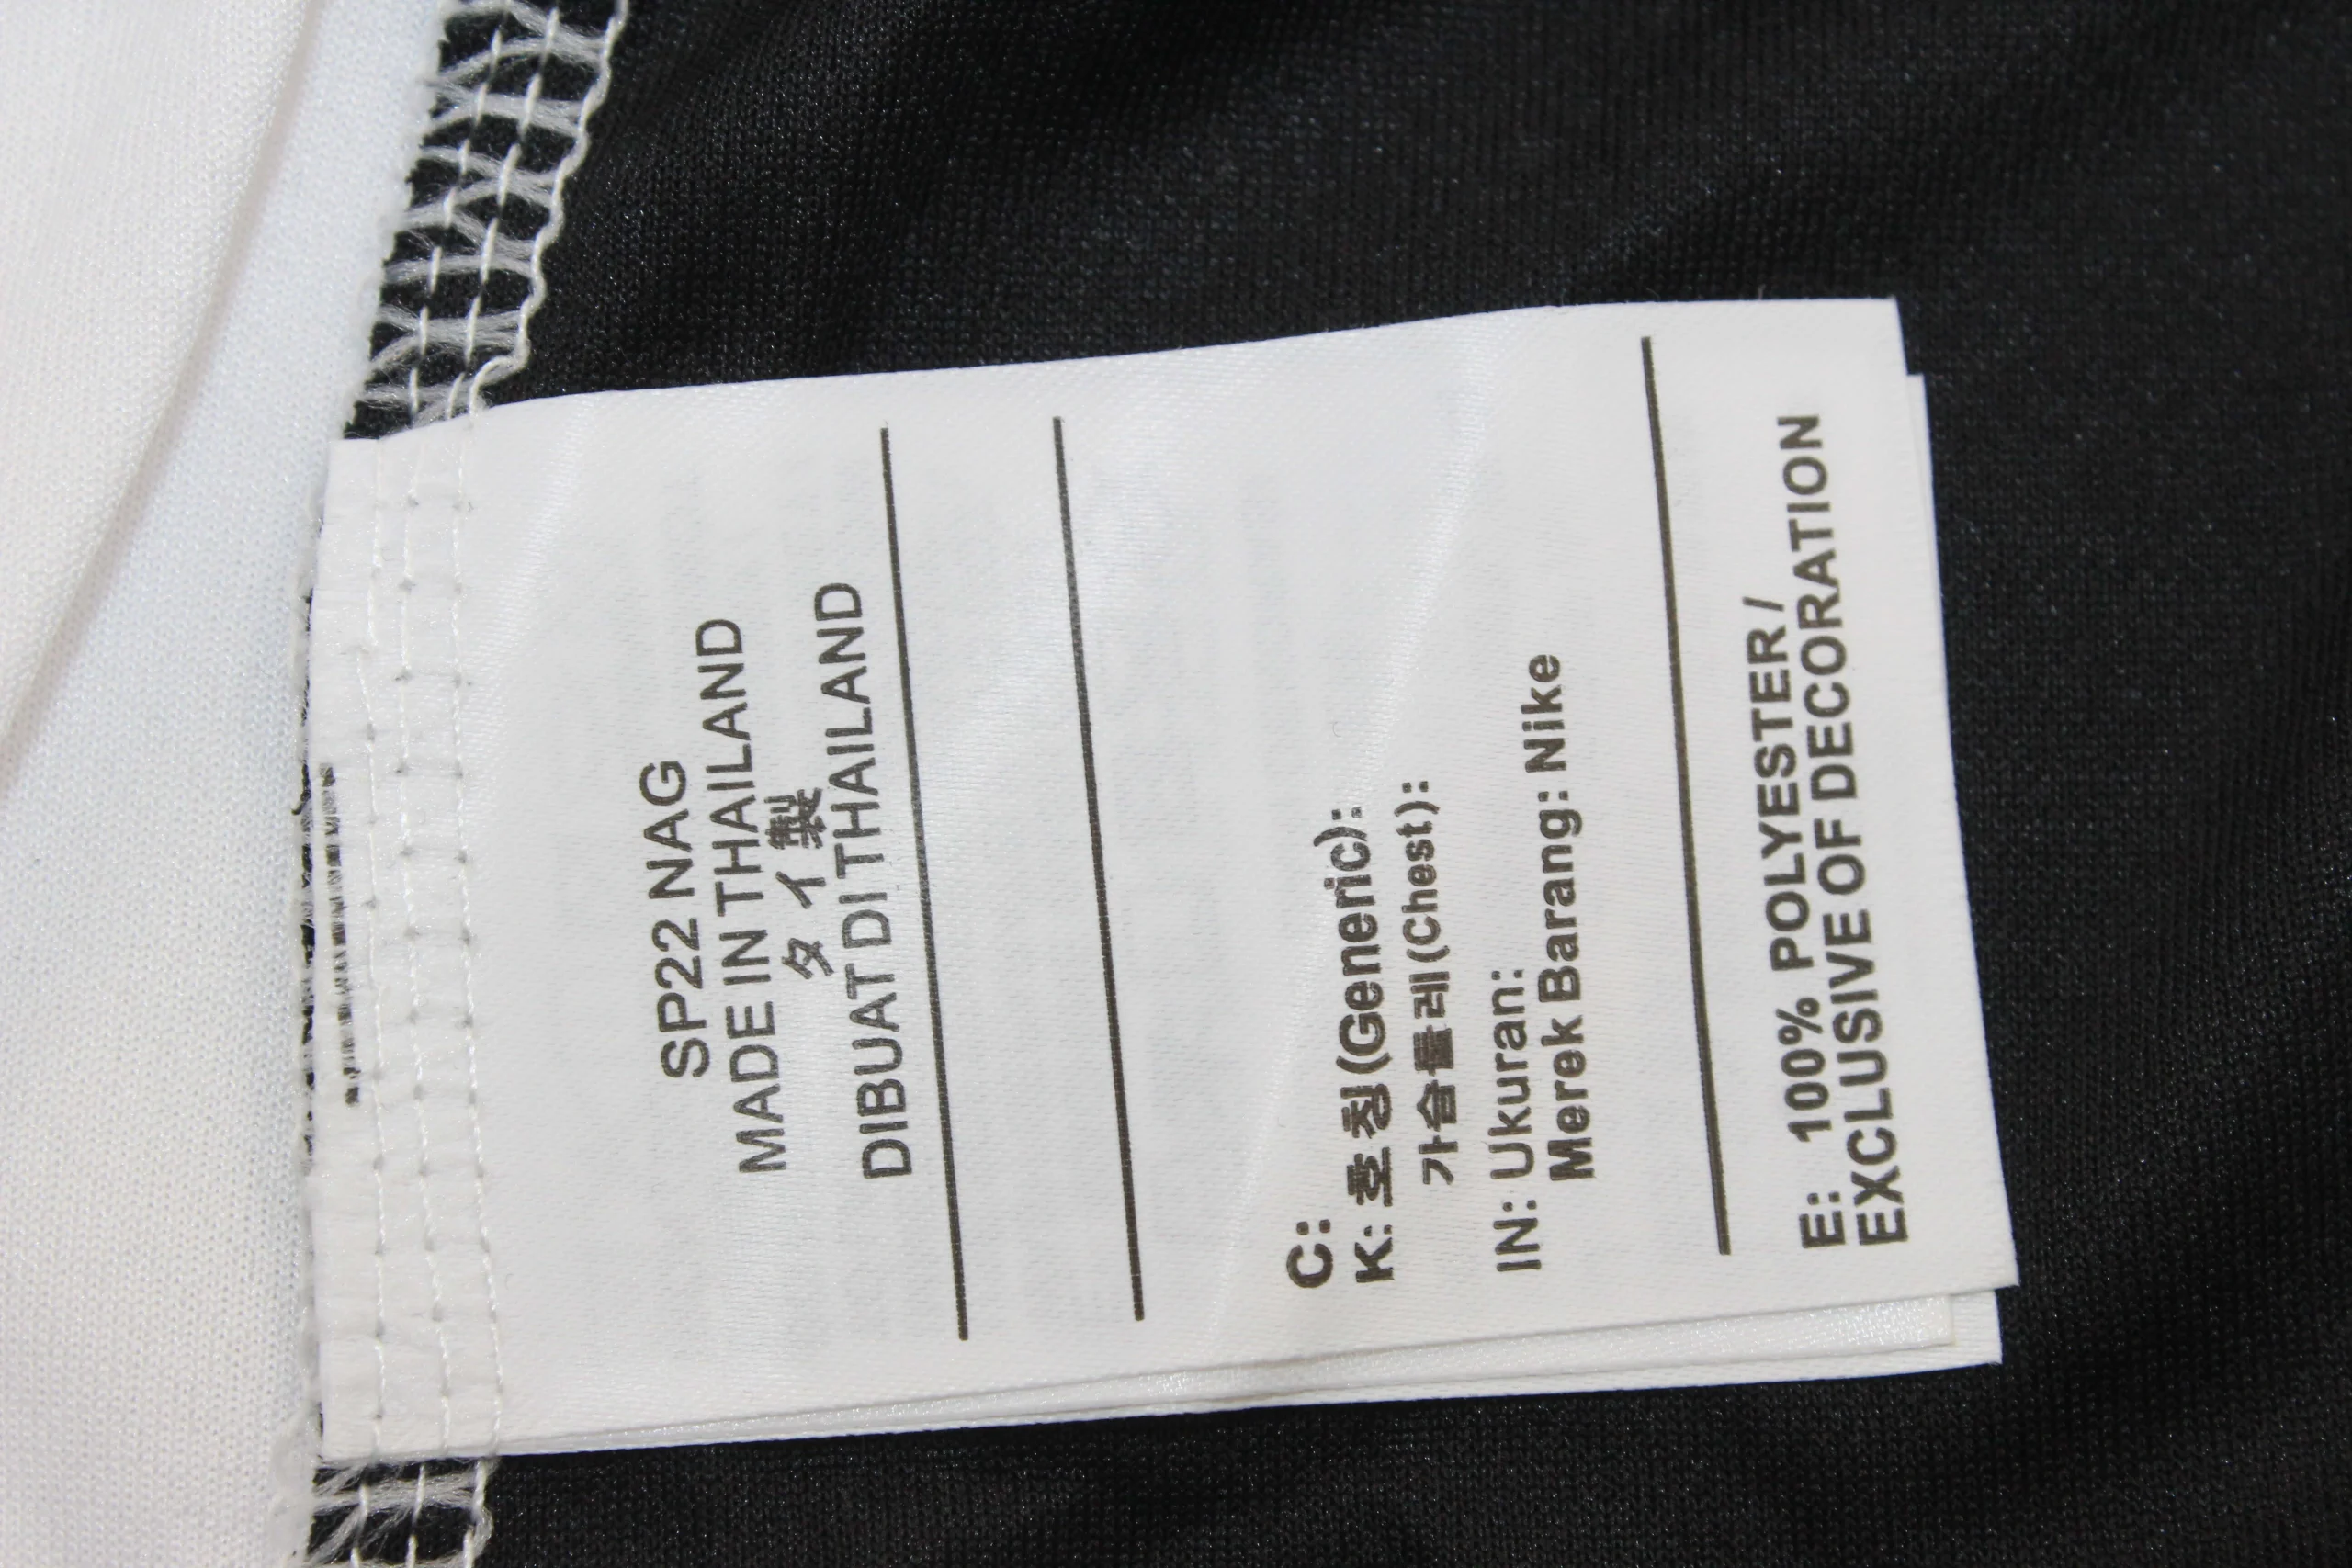 SP22 NAG
MADE IN THAILAND
タイ製
DIBUAT DI THAILAND
C:
K: 호칭(Generic):
가슴둘레(Chest):
IN: Ukuran:
Merek Barang: Nike
E: 100% POLYESTER /
EXCLUSIVE OF DECORATION